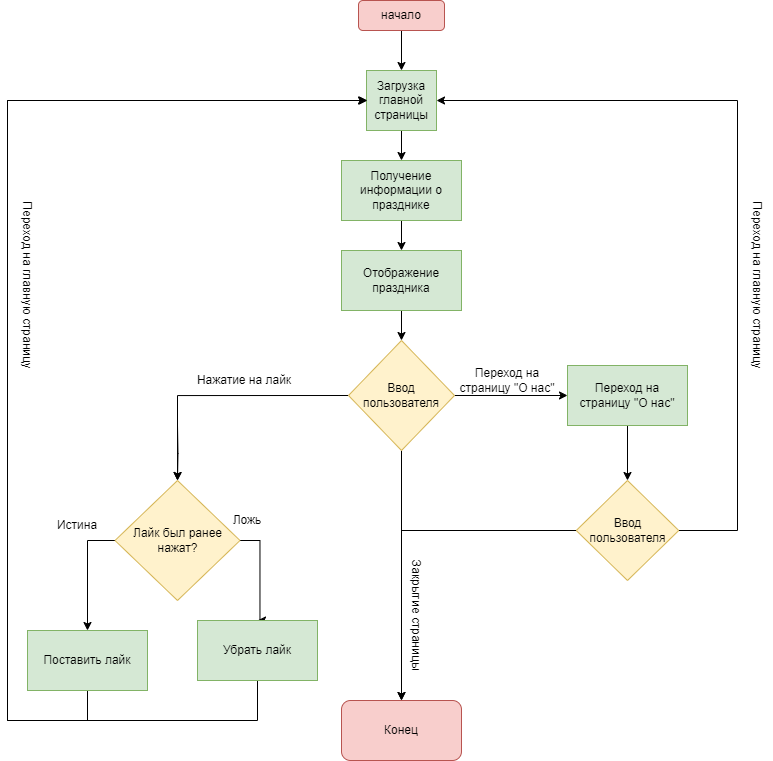 начало
Загрузка
главной
страницы
Получение
информации о
празднике
Переход на главную страницу
Переход на главную страницу
Отображение
праздника
Нажатие на лайк
Ввод
пользователя
Переход на
страницу "О нас"
Переход на
страницу "О нас"
Истина
Лайк был ранее
нажат?
Ложь
Ввод
пользователя
Закрытие страницы
Поставить лайк
Убрать лайк
Конец